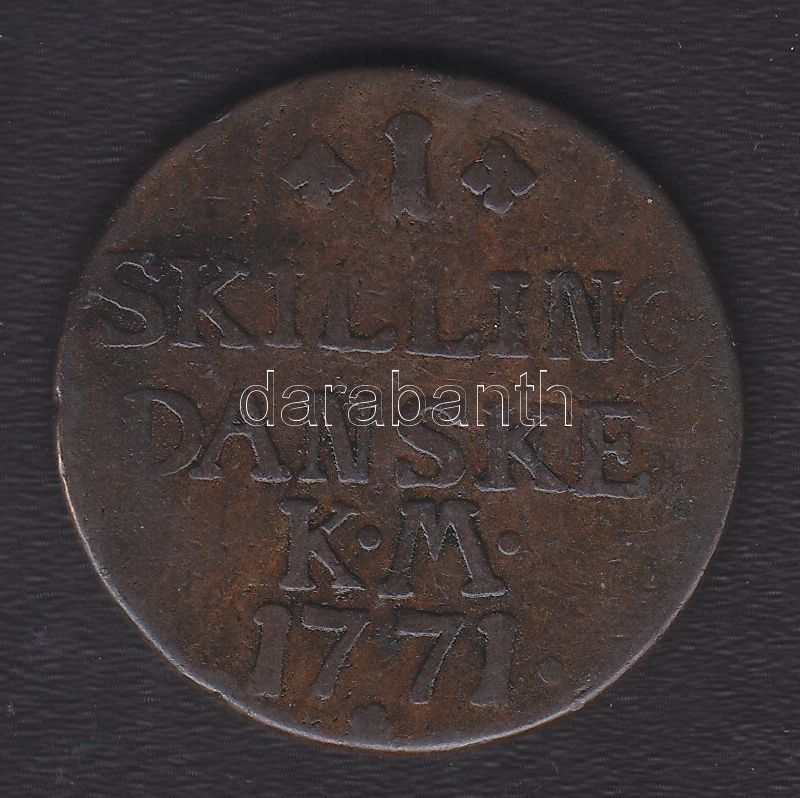 1
SKILLING
DANSKE
K·M·
1771·
darabanth